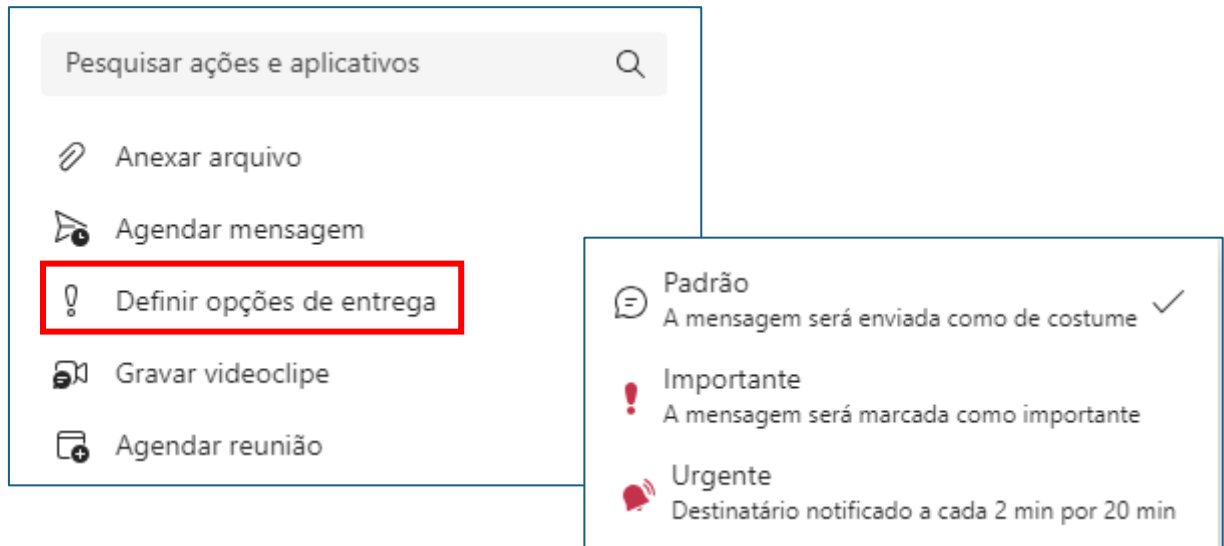 Pesquisar ações e aplicativos
Anexar arquivo
Agendar mensagem
Definir opções de entrega
Gravar videoclipe
Agendar reunião
Padrão
A mensagem será enviada como de costume
Importante
A mensagem será marcada como importante
Urgente
Destinatário notificado a cada 2 min por 20 min